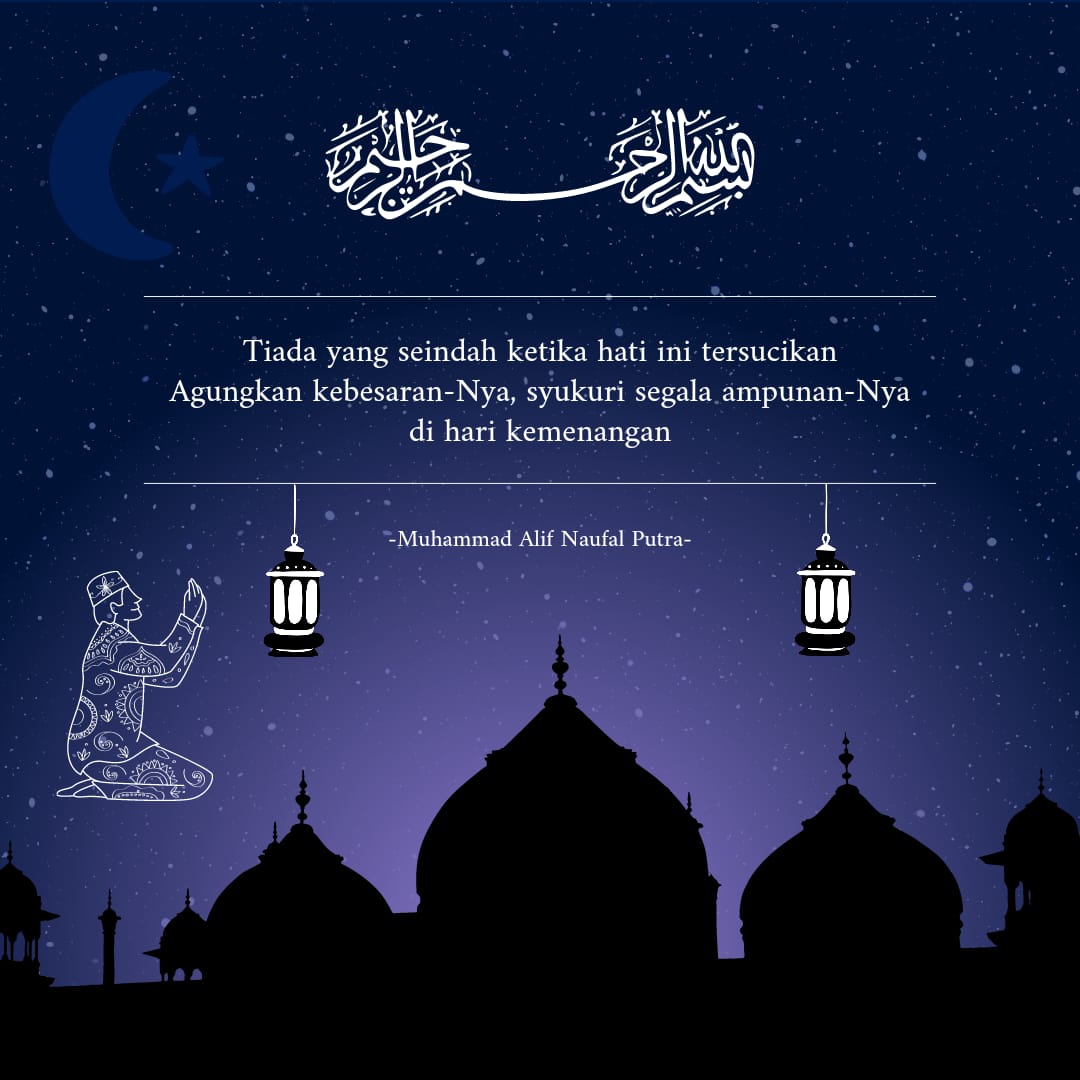 بسم الله الرحمن الرحيم
Tiada yang seindah ketika hati ini tersucikan
Agungkan kebesaran-Nya, syukuri segala ampunan-Nya
di hari kemenangan
-Muhammad Alif Naufal Putra-